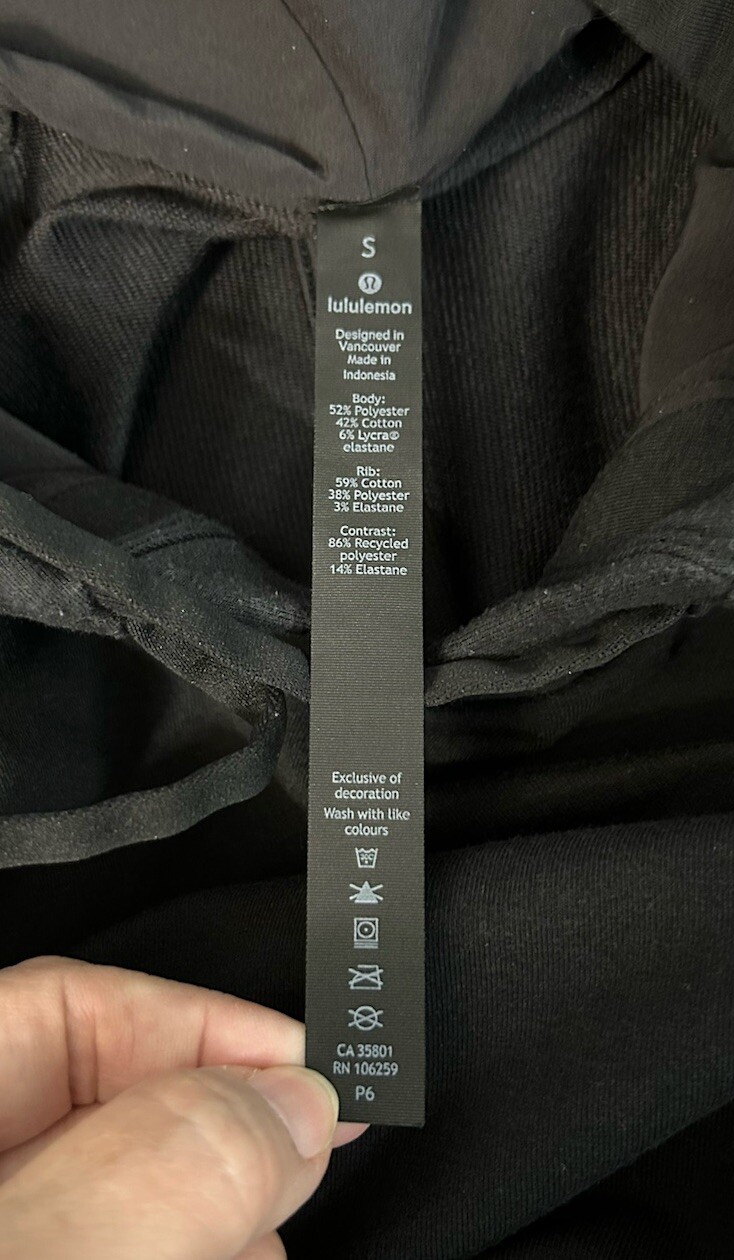 S
lululemon
Designed in
Vancouver
Made in
Indonesia
Body:
52% Polyester
42% Cotton
6% Lycra®
elastane
Rib:
59% Cotton
38% Polyester
3% Elastane
Contrast:
86% Recycled
polyester
14% Elastane
Exclusive of
decoration
Wash with like
colours
30C
CA 35801
RN 106259
P6